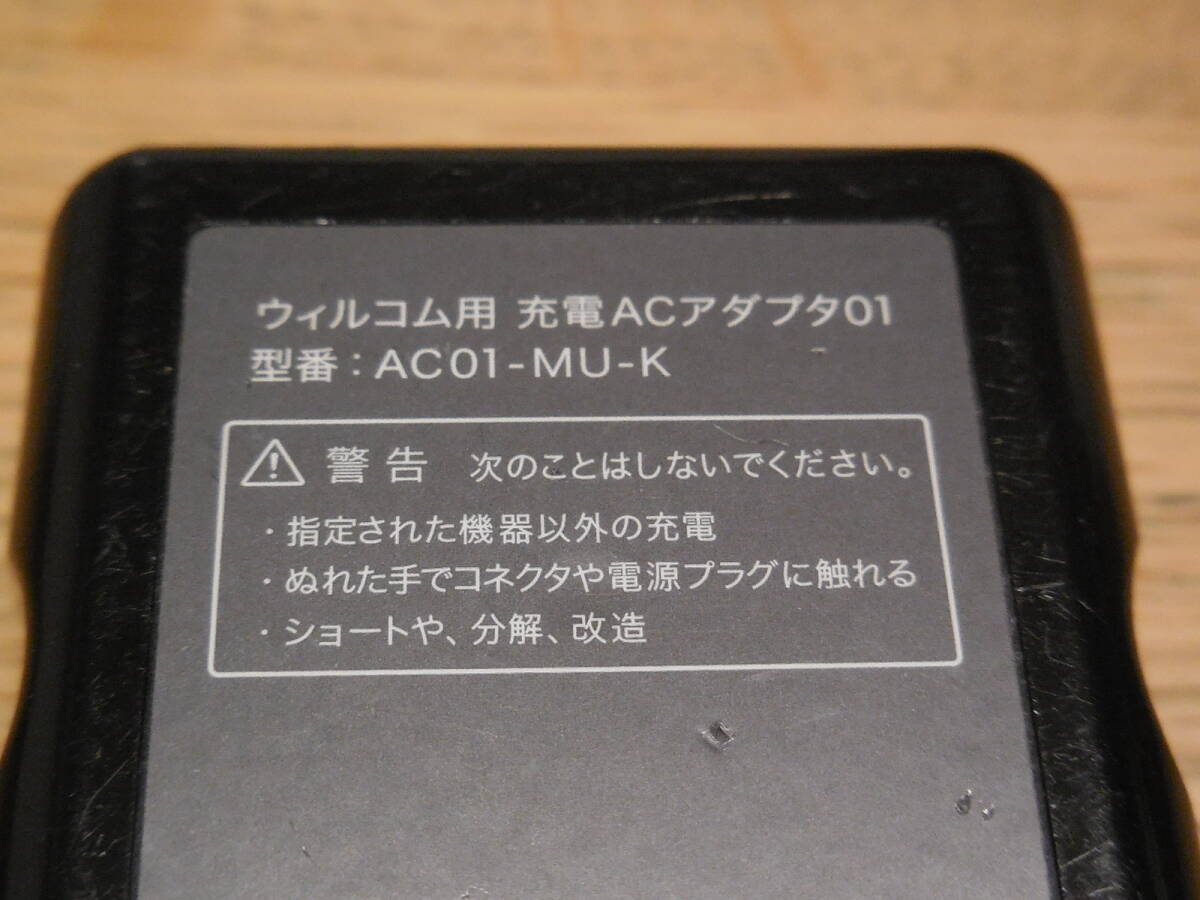 ウィルコム用 充電ACアダプタ01
型番：AC01-MU-K
警告 次のことはしないでください。
・指定された機器以外の充電
・ぬれた手でコネクタや電源プラグに触れる
・ショートや、分解、改造